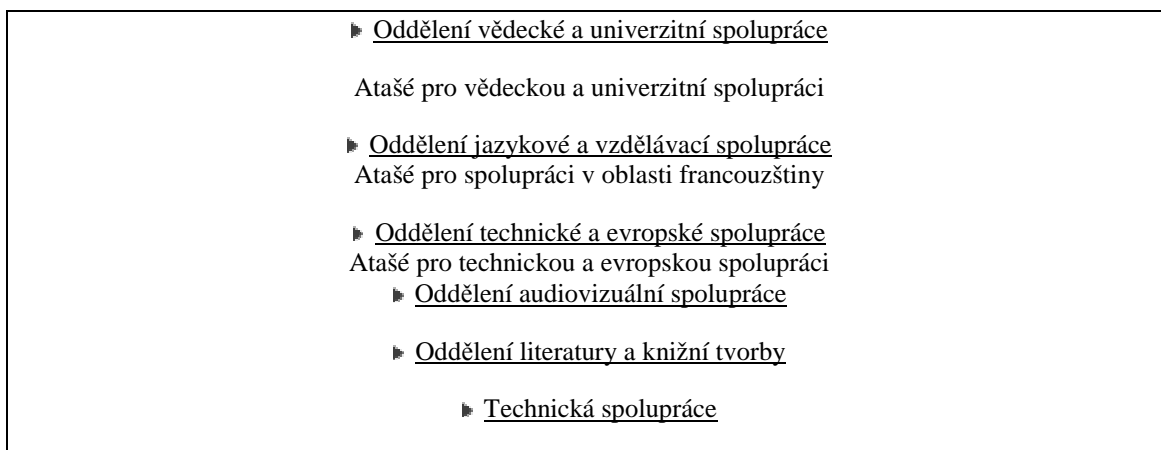 Oddělení vědecké a univerzitní spolupráce
Atašé pro vědeckou a univerzitní spolupráci
Oddělení jazykové a vzdělávací spolupráce
Atašé pro spolupráci v oblasti francouzštiny
Oddělení technické a evropské spolupráce
Atašé pro technickou a evropskou spolupráci
Oddělení audiovizuální spolupráce
Oddělení literatury a knižní tvorby
Technická spolupráce